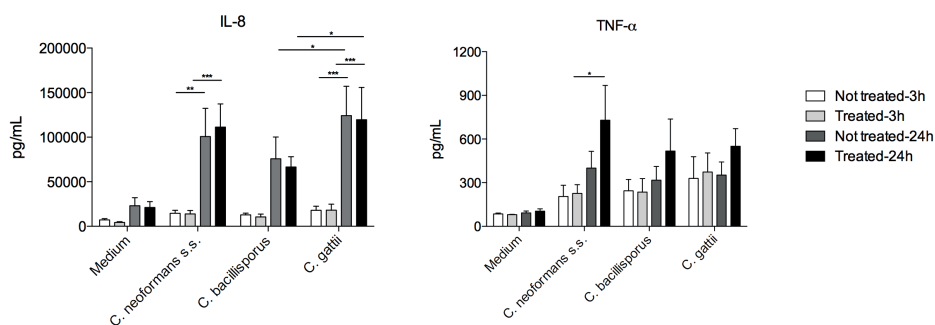 IL-8
TNF-α
*
*
***
***
***
**
*
150000
200000
100000
50000
0
pg/mL
1200
900
600
300
0
pg/mL
Medium
C. neoformans s.s.
C. bacillisporus
C. gattii
Medium
C. neoformans s.s.
C. bacillisporus
C. gattii
Not treated-3h
Treated-3h
Not treated-24h
Treated-24h